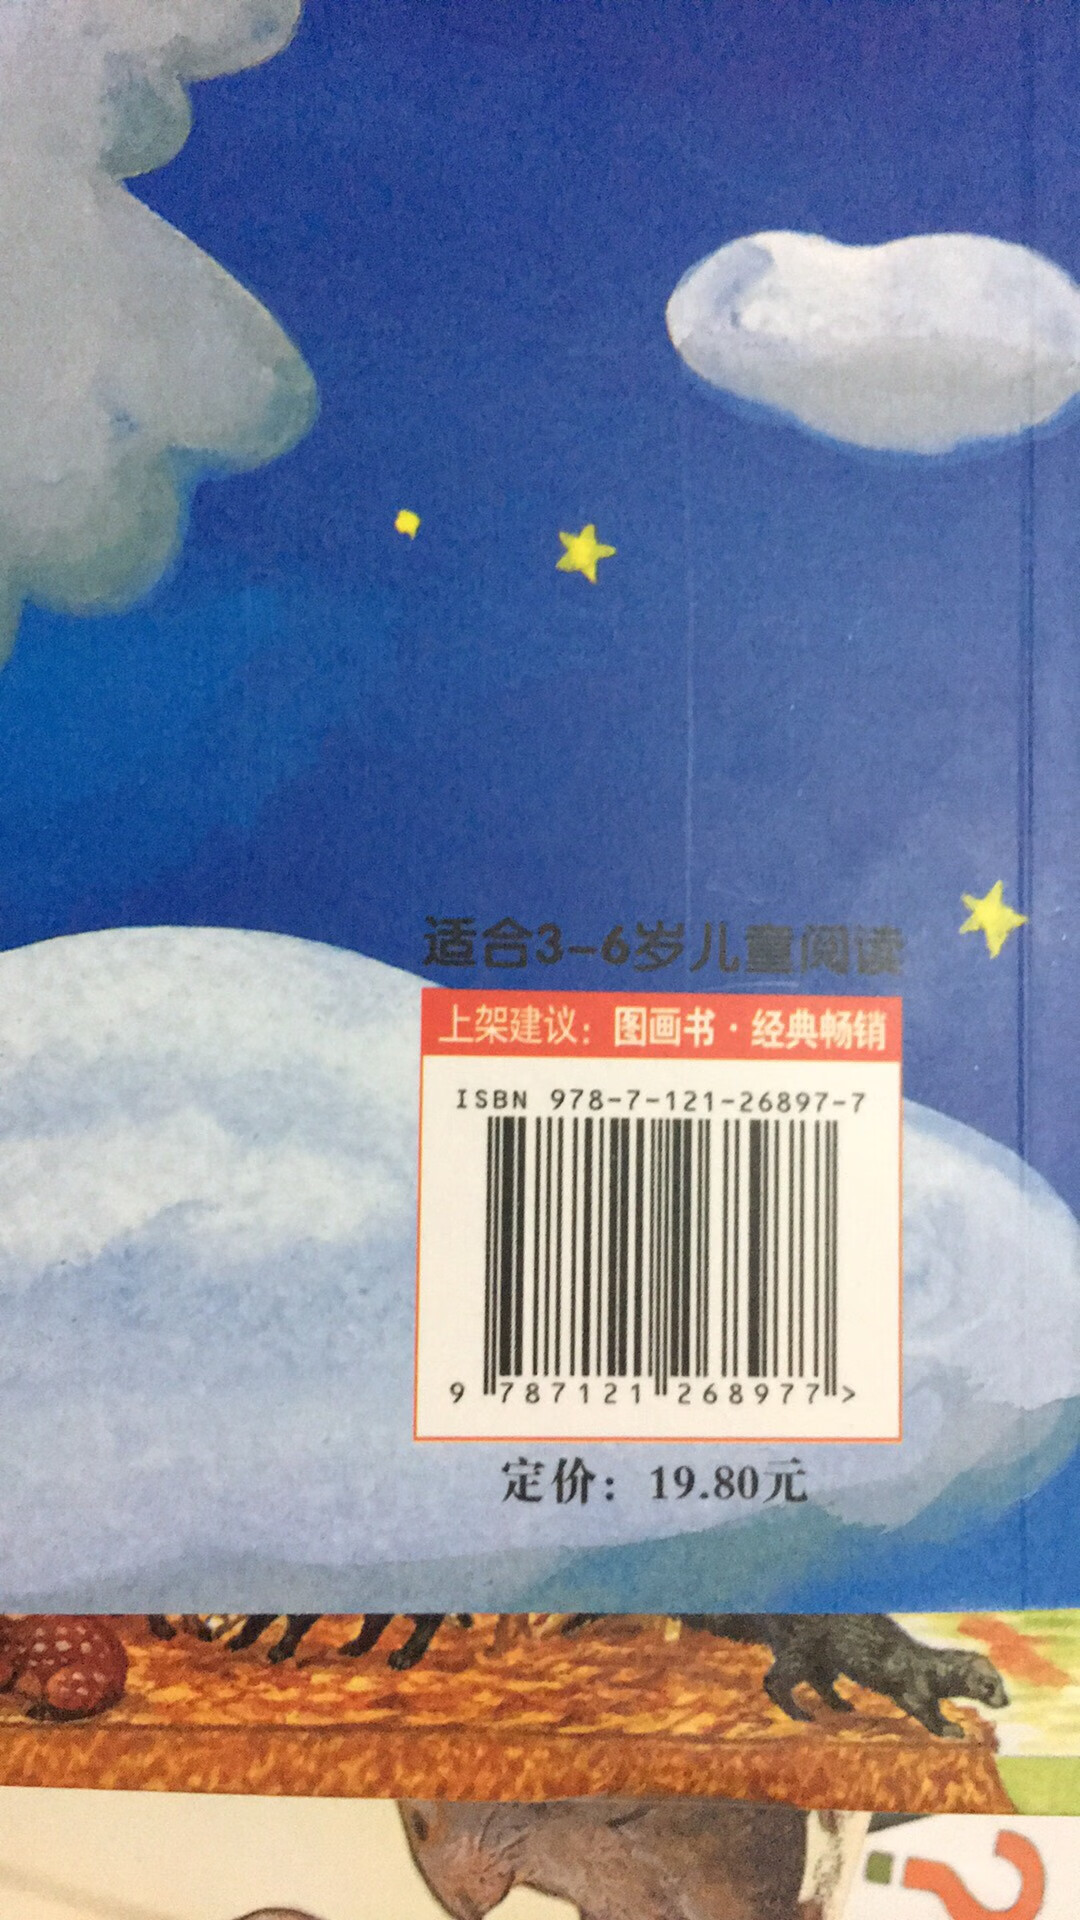 适合3-6岁儿童阅读
上架建议：图画书·经典畅销
ISBN 978-7-121-26897-7
9 787121 268977 >
定价：19.80元
?